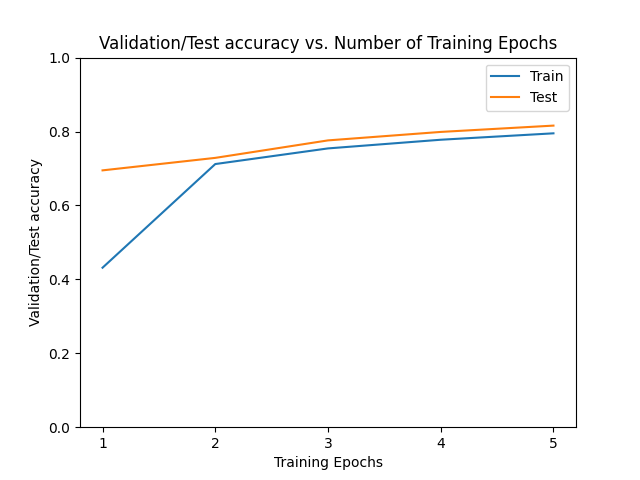 Validation/Test accuracy vs. Number of Training Epochs
Train
Test
1.0
0.8
0.6
0.4
0.2
0.0
Validation/Test accuracy
1 2 3 4 5
Training Epochs